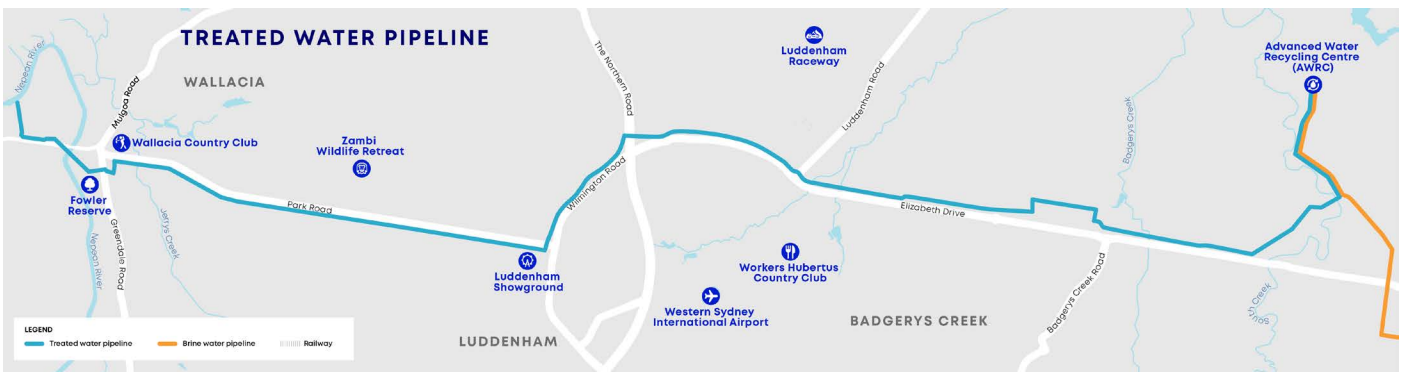 TREATED WATER PIPELINE
WALLACIA
Nepean River
Mulgoa Road
Wallacia Country Club
Zambi
Wildlife Retreat
The Northern Road
Luddenham
Raceway
Luddenham Road
Badgerys Creek
Advanced Water
Recycling Centre
(AWRC)
Fowler
Reserve
Nepean River
Greendale Road
Jerrys Creek
Park Road
Wilmington Road
Luddenham
Showground
Elizabeth Drive
Workers Hubertus
Country Club
Western Sydney
International Airport
BADGERYS CREEK
Badgerys Creek Road
South Creek
LUDDENHAM
LEGEND
Treated water pipeline
Brine water pipeline
Railway